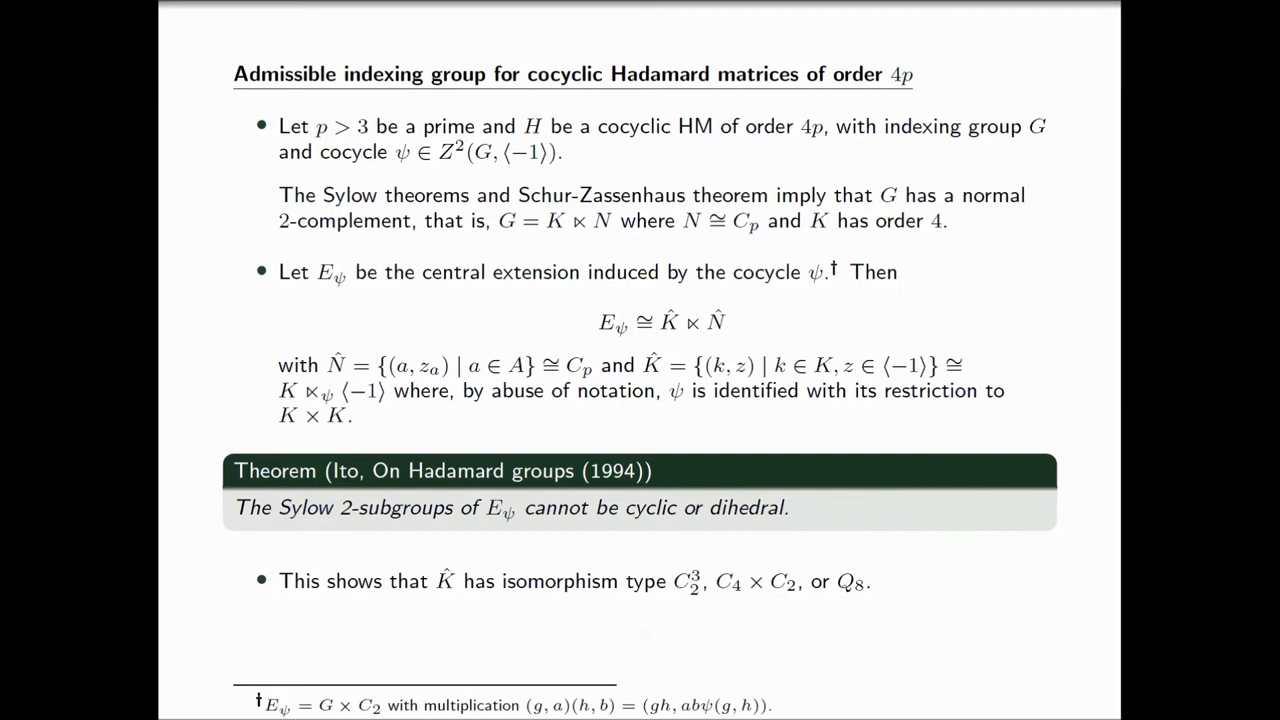 Admissible indexing group for cocyclic Hadamard matrices of order 4p
• Let p > 3 be a prime and H be a cocyclic HM of order 4p, with indexing group G
and cocycle ψ ∈ Z²(G, ⟨−1⟩).
The Sylow theorems and Schur-Zassenhaus theorem imply that G has a normal
2-complement, that is, G = K ⋉ N where N ≅ Cₚ and K has order 4.
• Let E_ψ be the central extension induced by the cocycle ψ.† Then
E_ψ ≅ K̂ ⋉ N̂
with N̂ = {(a, zₐ) | a ∈ A} ≅ Cₚ and K̂ = {(k, z) | k ∈ K, z ∈ ⟨−1⟩} ≅
K ⋉_ψ ⟨−1⟩ where, by abuse of notation, ψ is identified with its restriction to
K × K.
Theorem (Ito, On Hadamard groups (1994))
The Sylow 2-subgroups of E_ψ cannot be cyclic or dihedral.
• This shows that K̂ has isomorphism type C₂³, C₄ × C₂, or Q₈.
†E_ψ = G × C₂ with multiplication (g, a)(h, b) = (gh, abψ(g, h)).